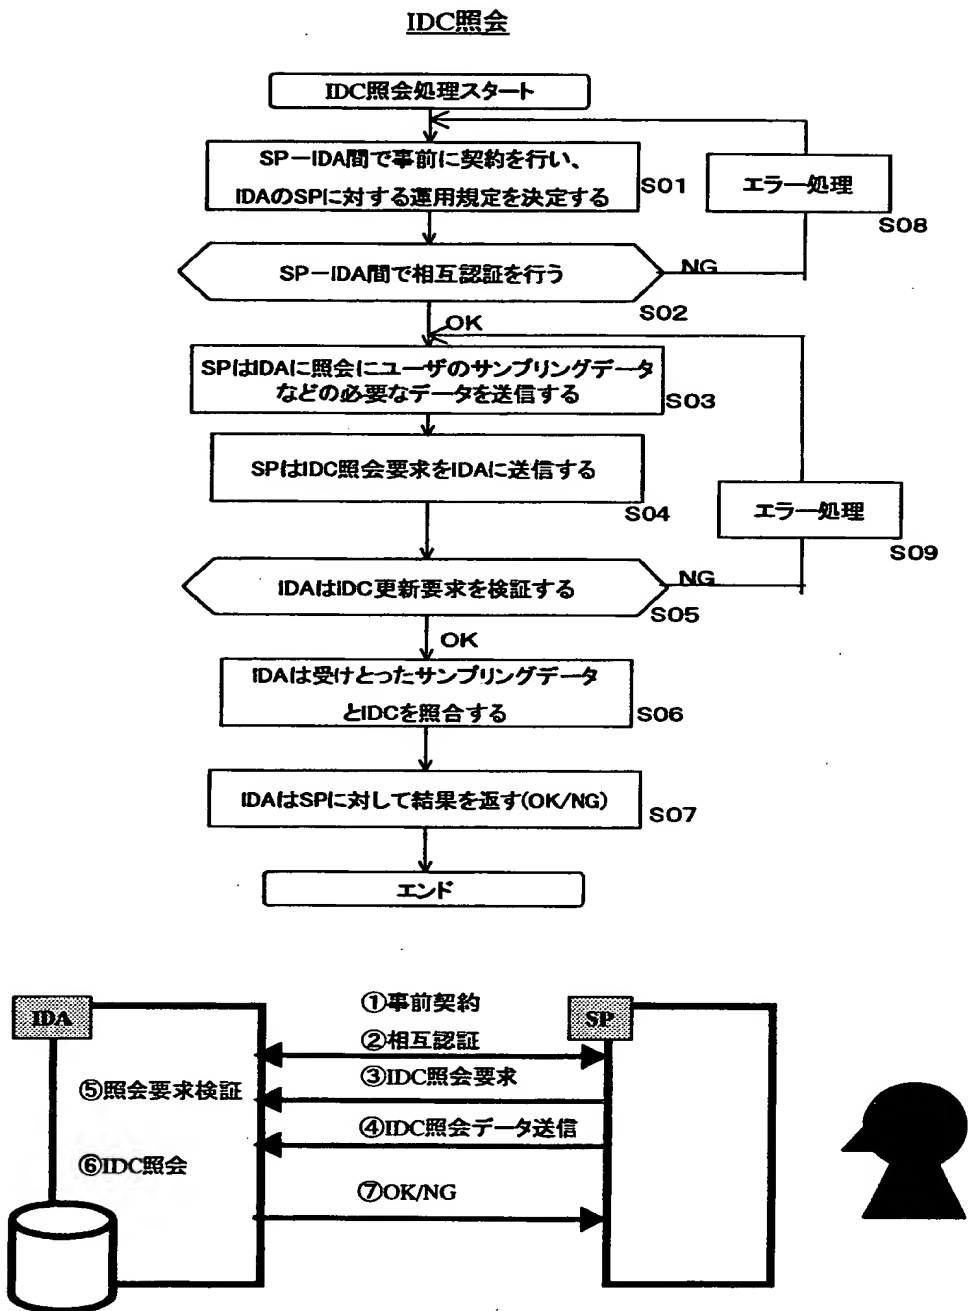 IDC照会
IDC照会処理スタート
SP－IDA間で事前に契約を行い、
IDAのSPに対する運用規定を決定する
S01
エラー処理
S08
SP－IDA間で相互認証を行う
NG
S02
OK
SPはIDAに照会にユーザのサンプリングデータ
などの必要なデータを送信する
S03
SPはIDC照会要求をIDAに送信する
S04
エラー処理
S09
IDAはIDC更新要求を検証する
NG
S05
OK
IDAは受けとったサンプリングデータ
とIDCを照合する
S06
IDAはSPに対して結果を返す(OK/NG)
S07
エンド
IDA
SP
①事前契約
②相互認証
③IDC照会要求
④IDC照会データ送信
⑤照会要求検証
⑥IDC照会
⑦OK/NG